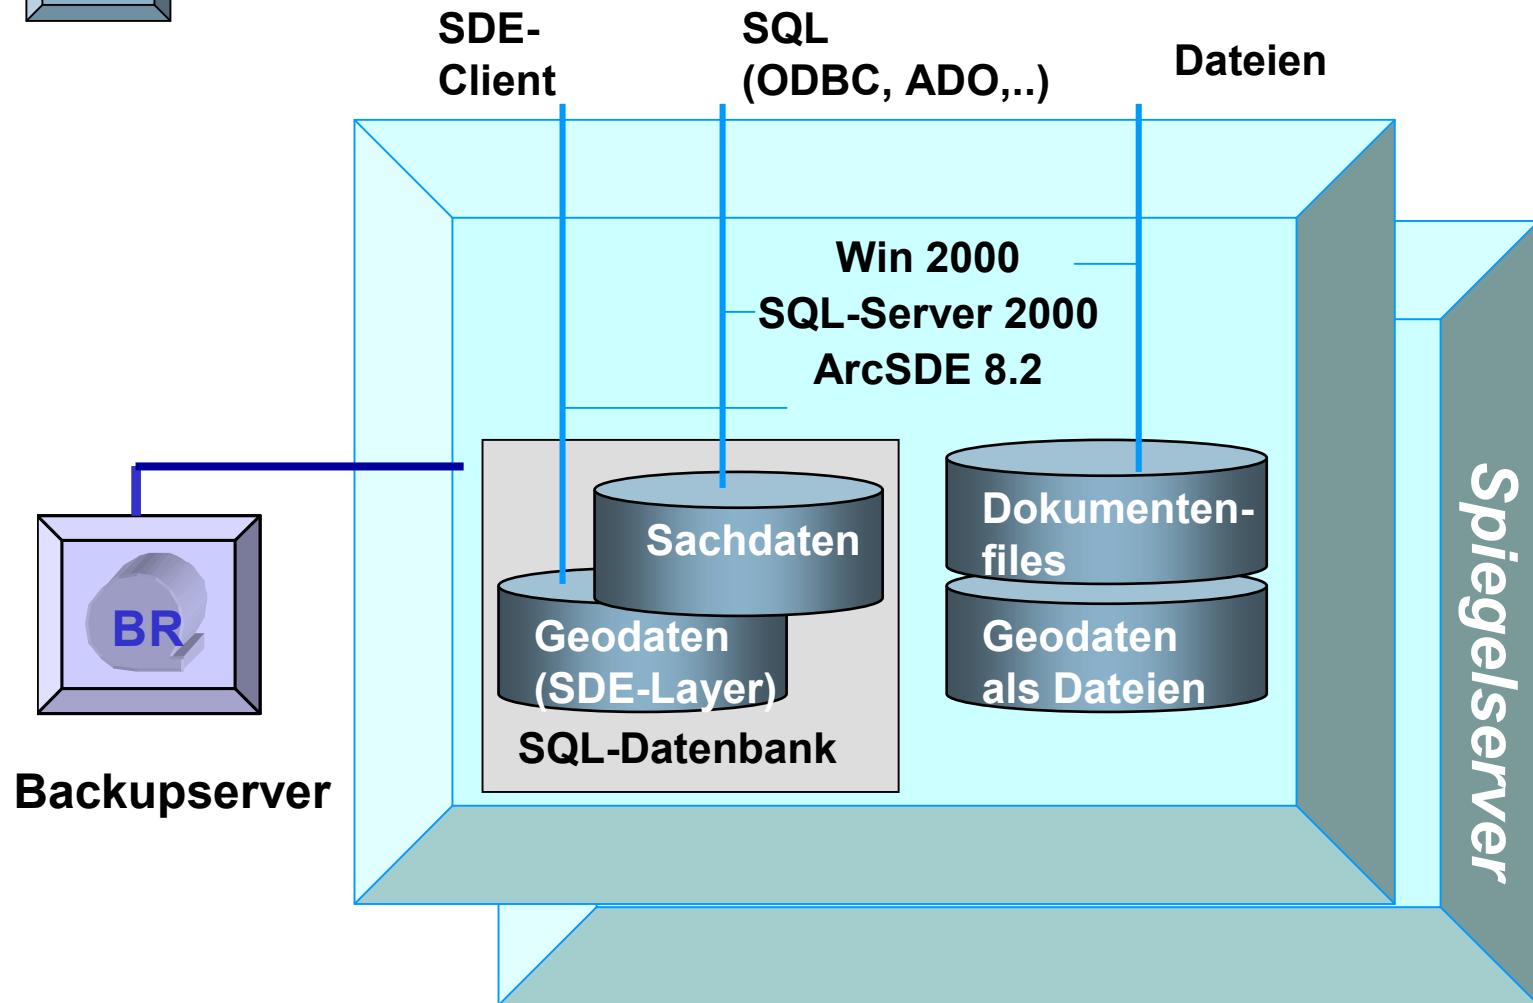 SDE-
Client
SQL
(ODBC, ADO,..)
Dateien
Win 2000
SQL-Server 2000
ArcSDE 8.2
Sachdaten
Geodaten
(SDE-Layer)
SQL-Datenbank
Dokumenten-
files
Geodaten
als Dateien
BR
Backupserver
Spiegelserver